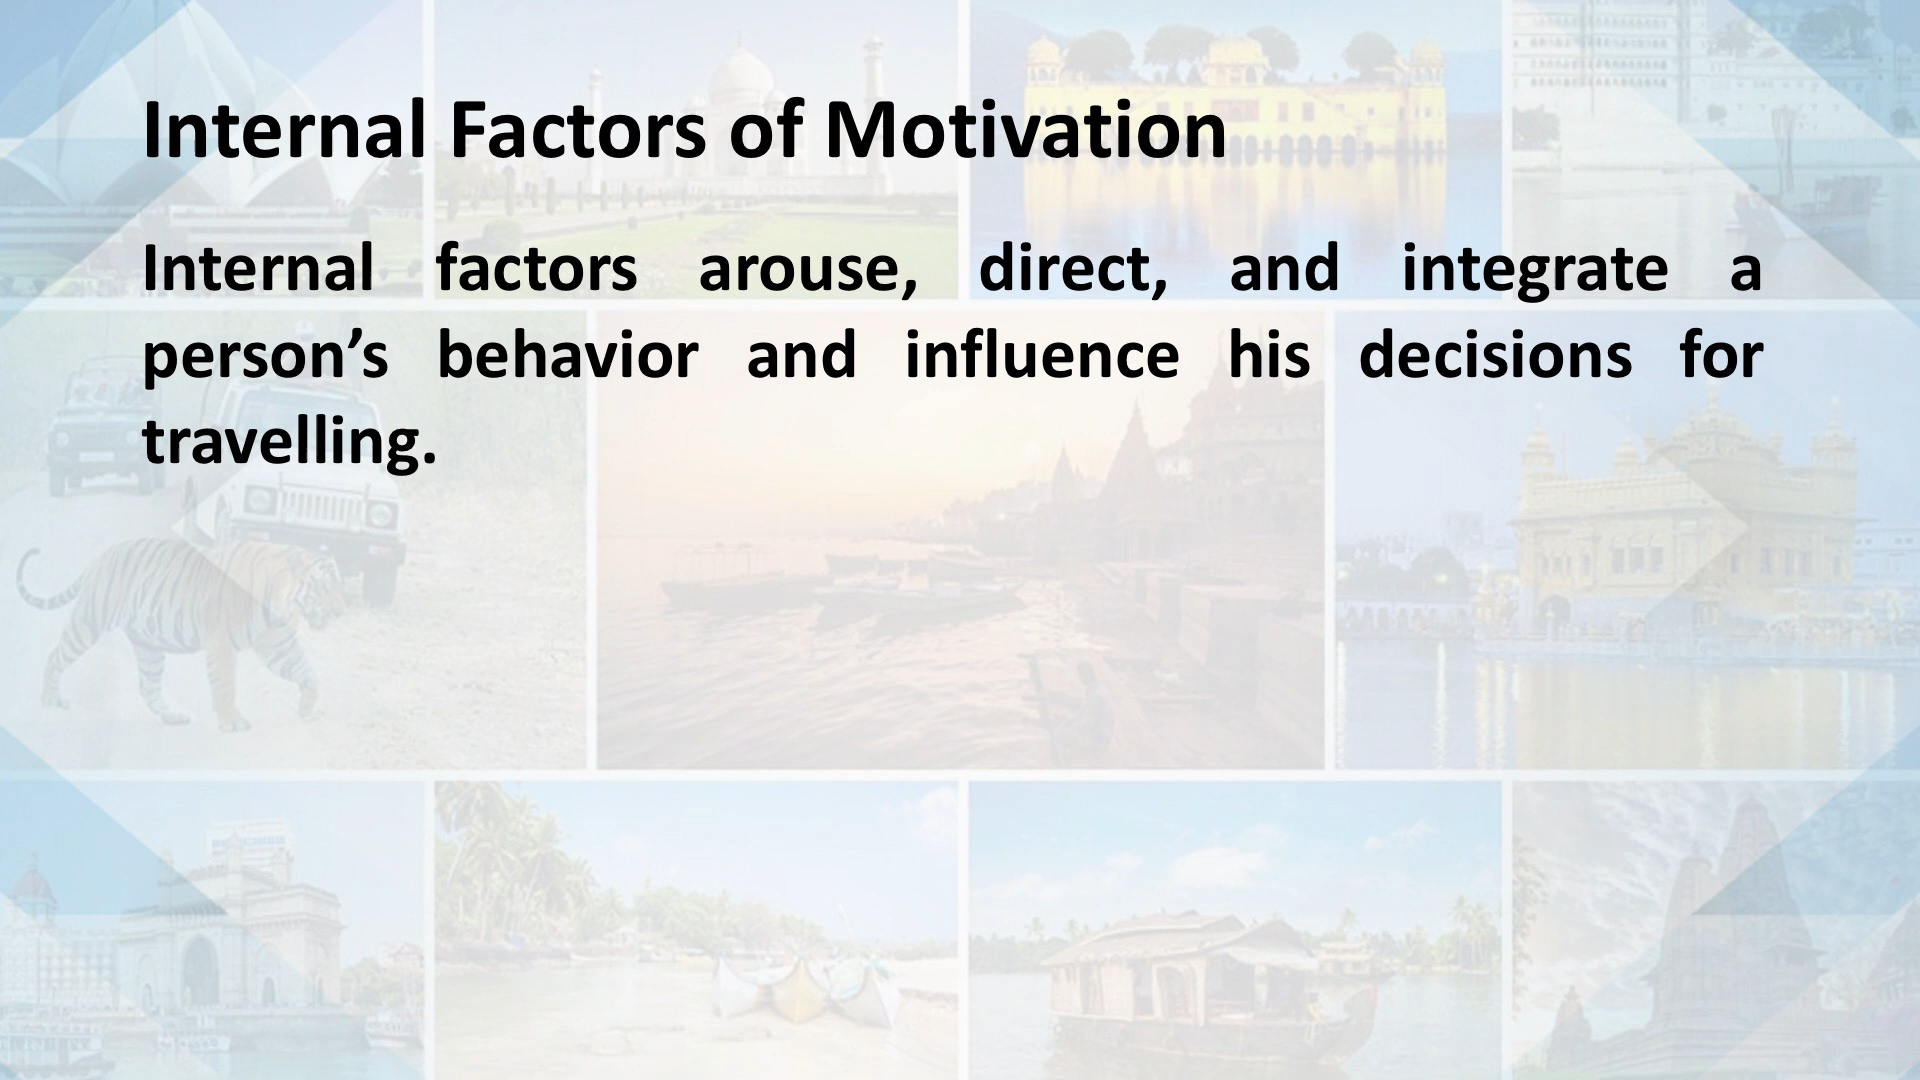 Internal Factors of Motivation
Internal factors arouse, direct, and integrate a
person’s behavior and influence his decisions for
travelling.